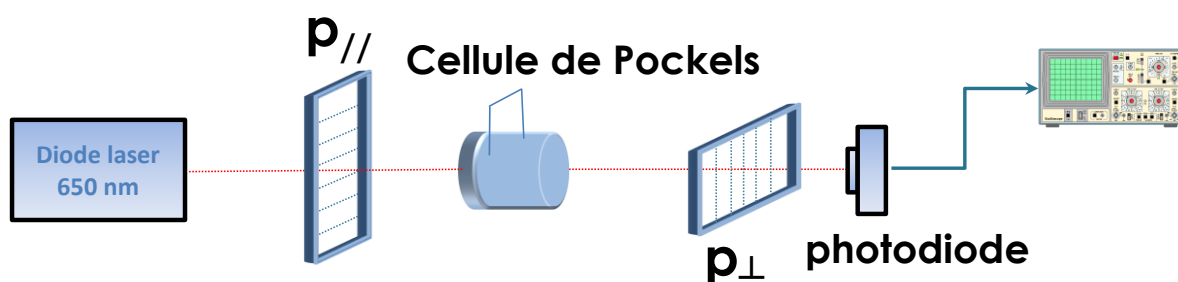 p//
Cellule de Pockels
Diode laser
650 nm
p⊥
photodiode